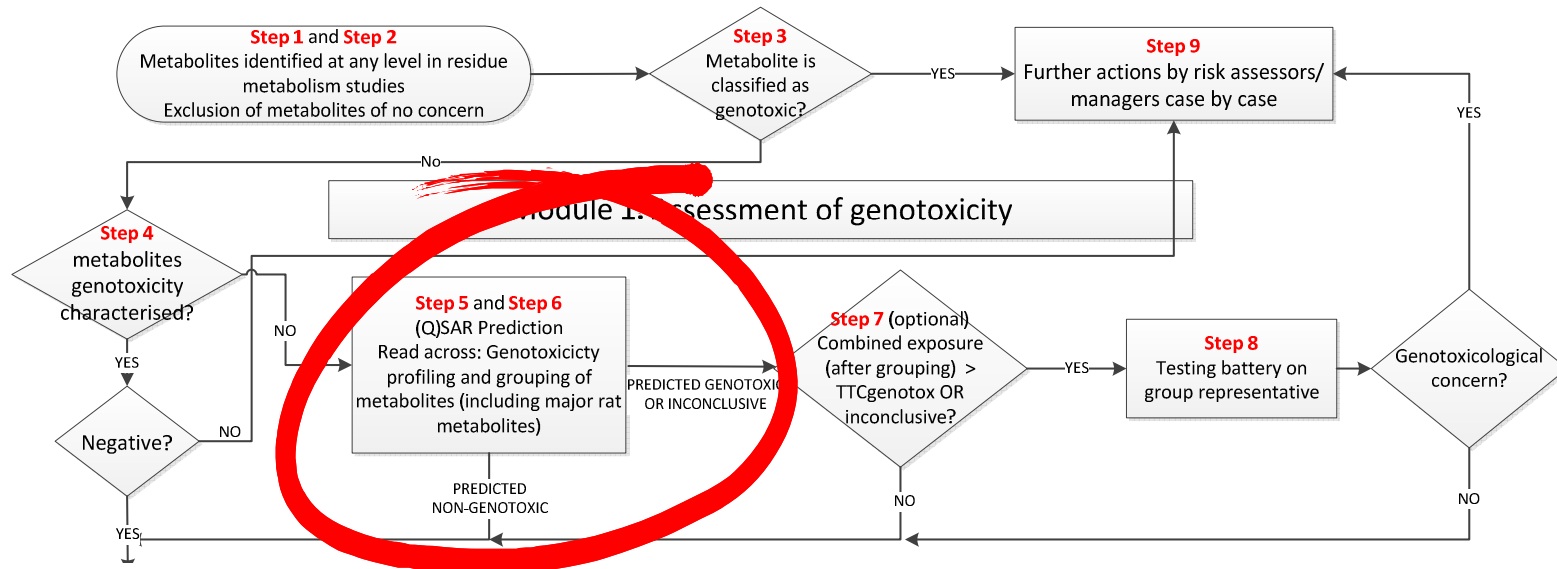 Step 1 and Step 2
Metabolites identified at any level in residue
metabolism studies
Exclusion of metabolites of no concern
Step 3
Metabolite is
classified as
genotoxic?
YES
Step 9
Further actions by risk assessors/
managers case by case
YES
No
Module 1: Assessment of genotoxicity
Step 4
metabolites
genotoxicity
characterised?
NO
YES
Negative?
NO
YES
Step 5 and Step 6
(Q)SAR Prediction
Read across: Genotoxicicty
profiling and grouping of
metabolites (including major rat
metabolites)
PREDICTED GENOTOXIC
OR INCONCLUSIVE
PREDICTED
NON-GENOTOXIC
Step 7 (optional)
Combined exposure
(after grouping) >
TTCgenotox OR
inconclusive?
YES
NO
Step 8
Testing battery on
group representative
Genotoxicological
concern?
NO